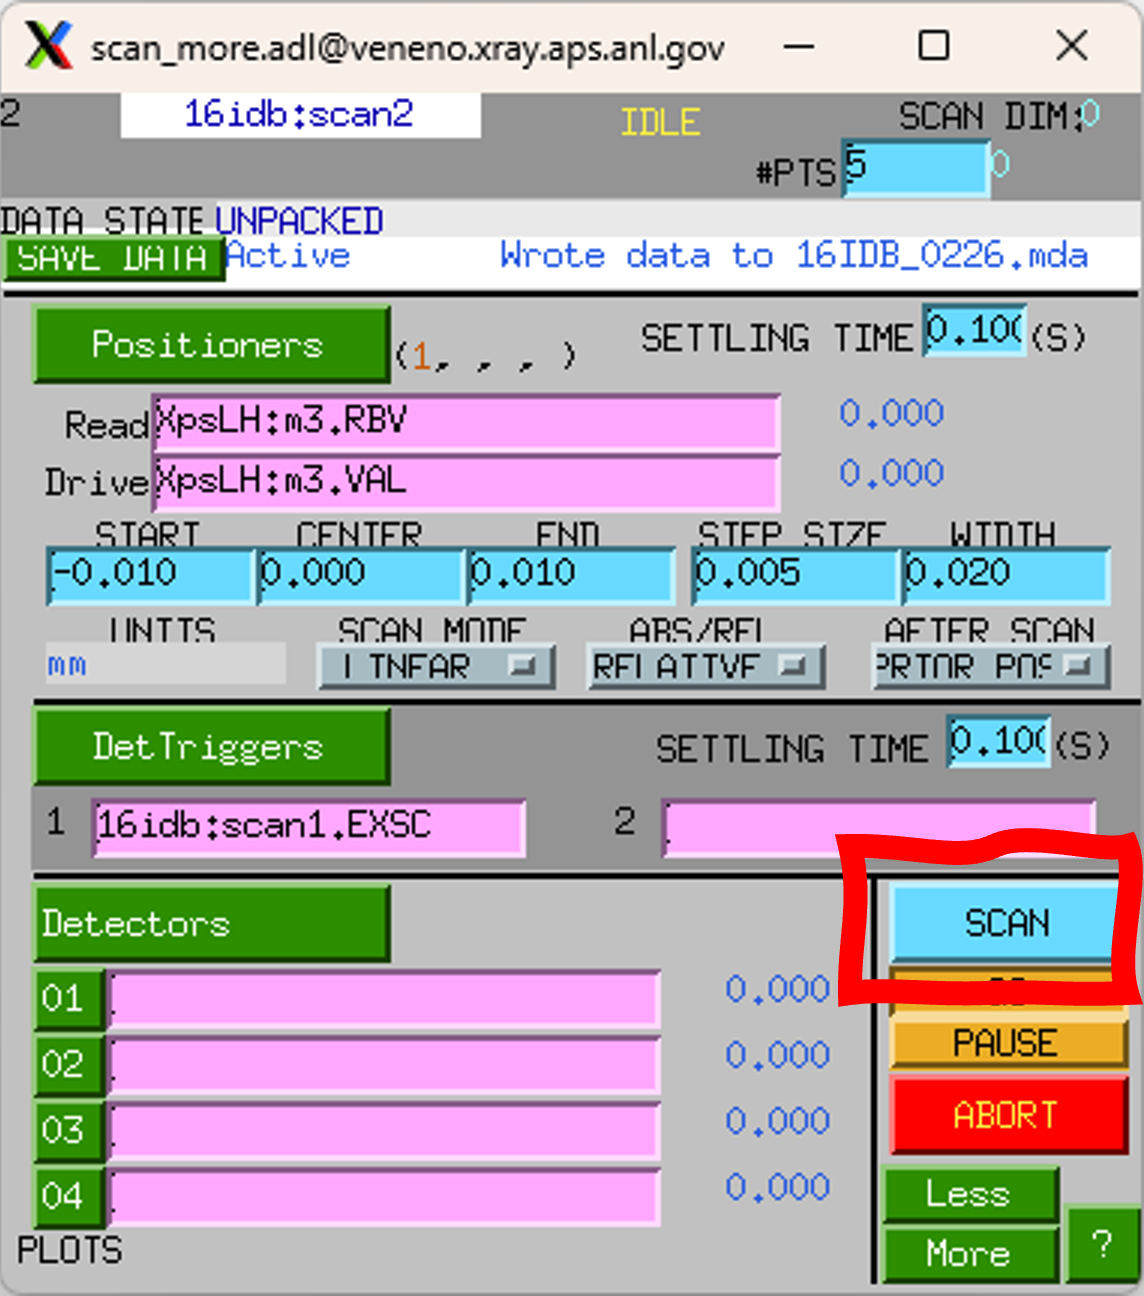 scan_more.adl@veneno.xray.aps.anl.gov
2 16idb:scan2 IDLE SCAN DIM:0
#PTS 5 0
DATA STATE UNPACKED
SAVE DATA Active Wrote data to 16IDB_0226.mda
Positioners (1, , , ) SETTLING TIME 0.100 (S)
Read XpsLH:m3.RBV 0.000
Drive XpsLH:m3.VAL 0.000
START CENTER END STEP SIZE WIDTH
-0.010 0.000 0.010 0.005 0.020
UNITS SCAN MODE ABS/REL AFTER SCAN
mm LINEAR RELATIVE PRIOR POS
DetTriggers SETTLING TIME 0.100 (S)
1 16idb:scan1.EXSC 2
Detectors SCAN
01 0.000
02 0.000 PAUSE
03 0.000 ABORT
04 0.000 Less
PLOTS More ?